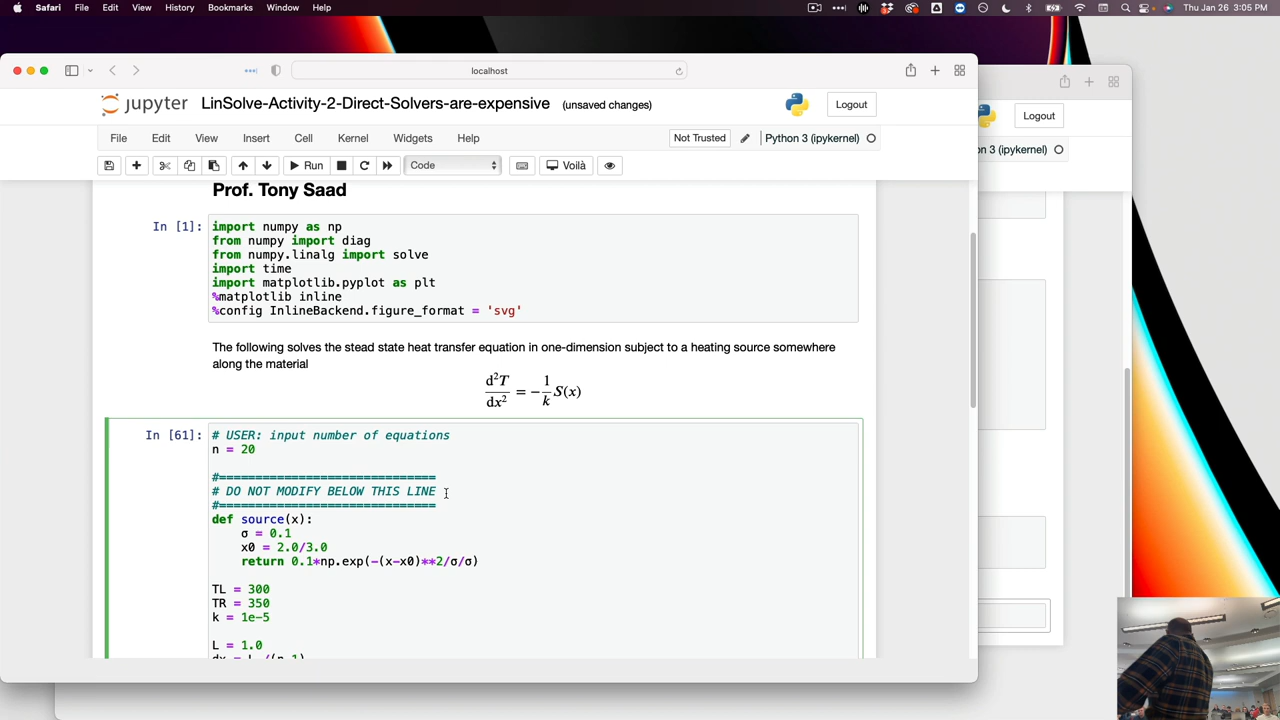 Safari File Edit View History Bookmarks Window Help
Thu Jan 26 3:05 PM
localhost
jupyter LinSolve-Activity-2-Direct-Solvers-are-expensive (unsaved changes)
Logout
Logout
File Edit View Insert Cell Kernel Widgets Help
Not Trusted Python 3 (ipykernel)
n 3 (ipykernel)
Run Code Voilà
Prof. Tony Saad
In [1]: import numpy as np
from numpy import diag
from numpy.linalg import solve
import time
import matplotlib.pyplot as plt
%matplotlib inline
%config InlineBackend.figure_format = 'svg'
The following solves the stead state heat transfer equation in one-dimension subject to a heating source somewhere
along the material
d²T/dx² = −1/k S(x)
In [61]: # USER: input number of equations
n = 20
#==============================
# DO NOT MODIFY BELOW THIS LINE
#==============================
def source(x):
σ = 0.1
x0 = 2.0/3.0
return 0.1*np.exp(-(x-x0)**2/σ/σ)
TL = 300
TR = 350
k = 1e-5
L = 1.0
dx = L /(n-1)